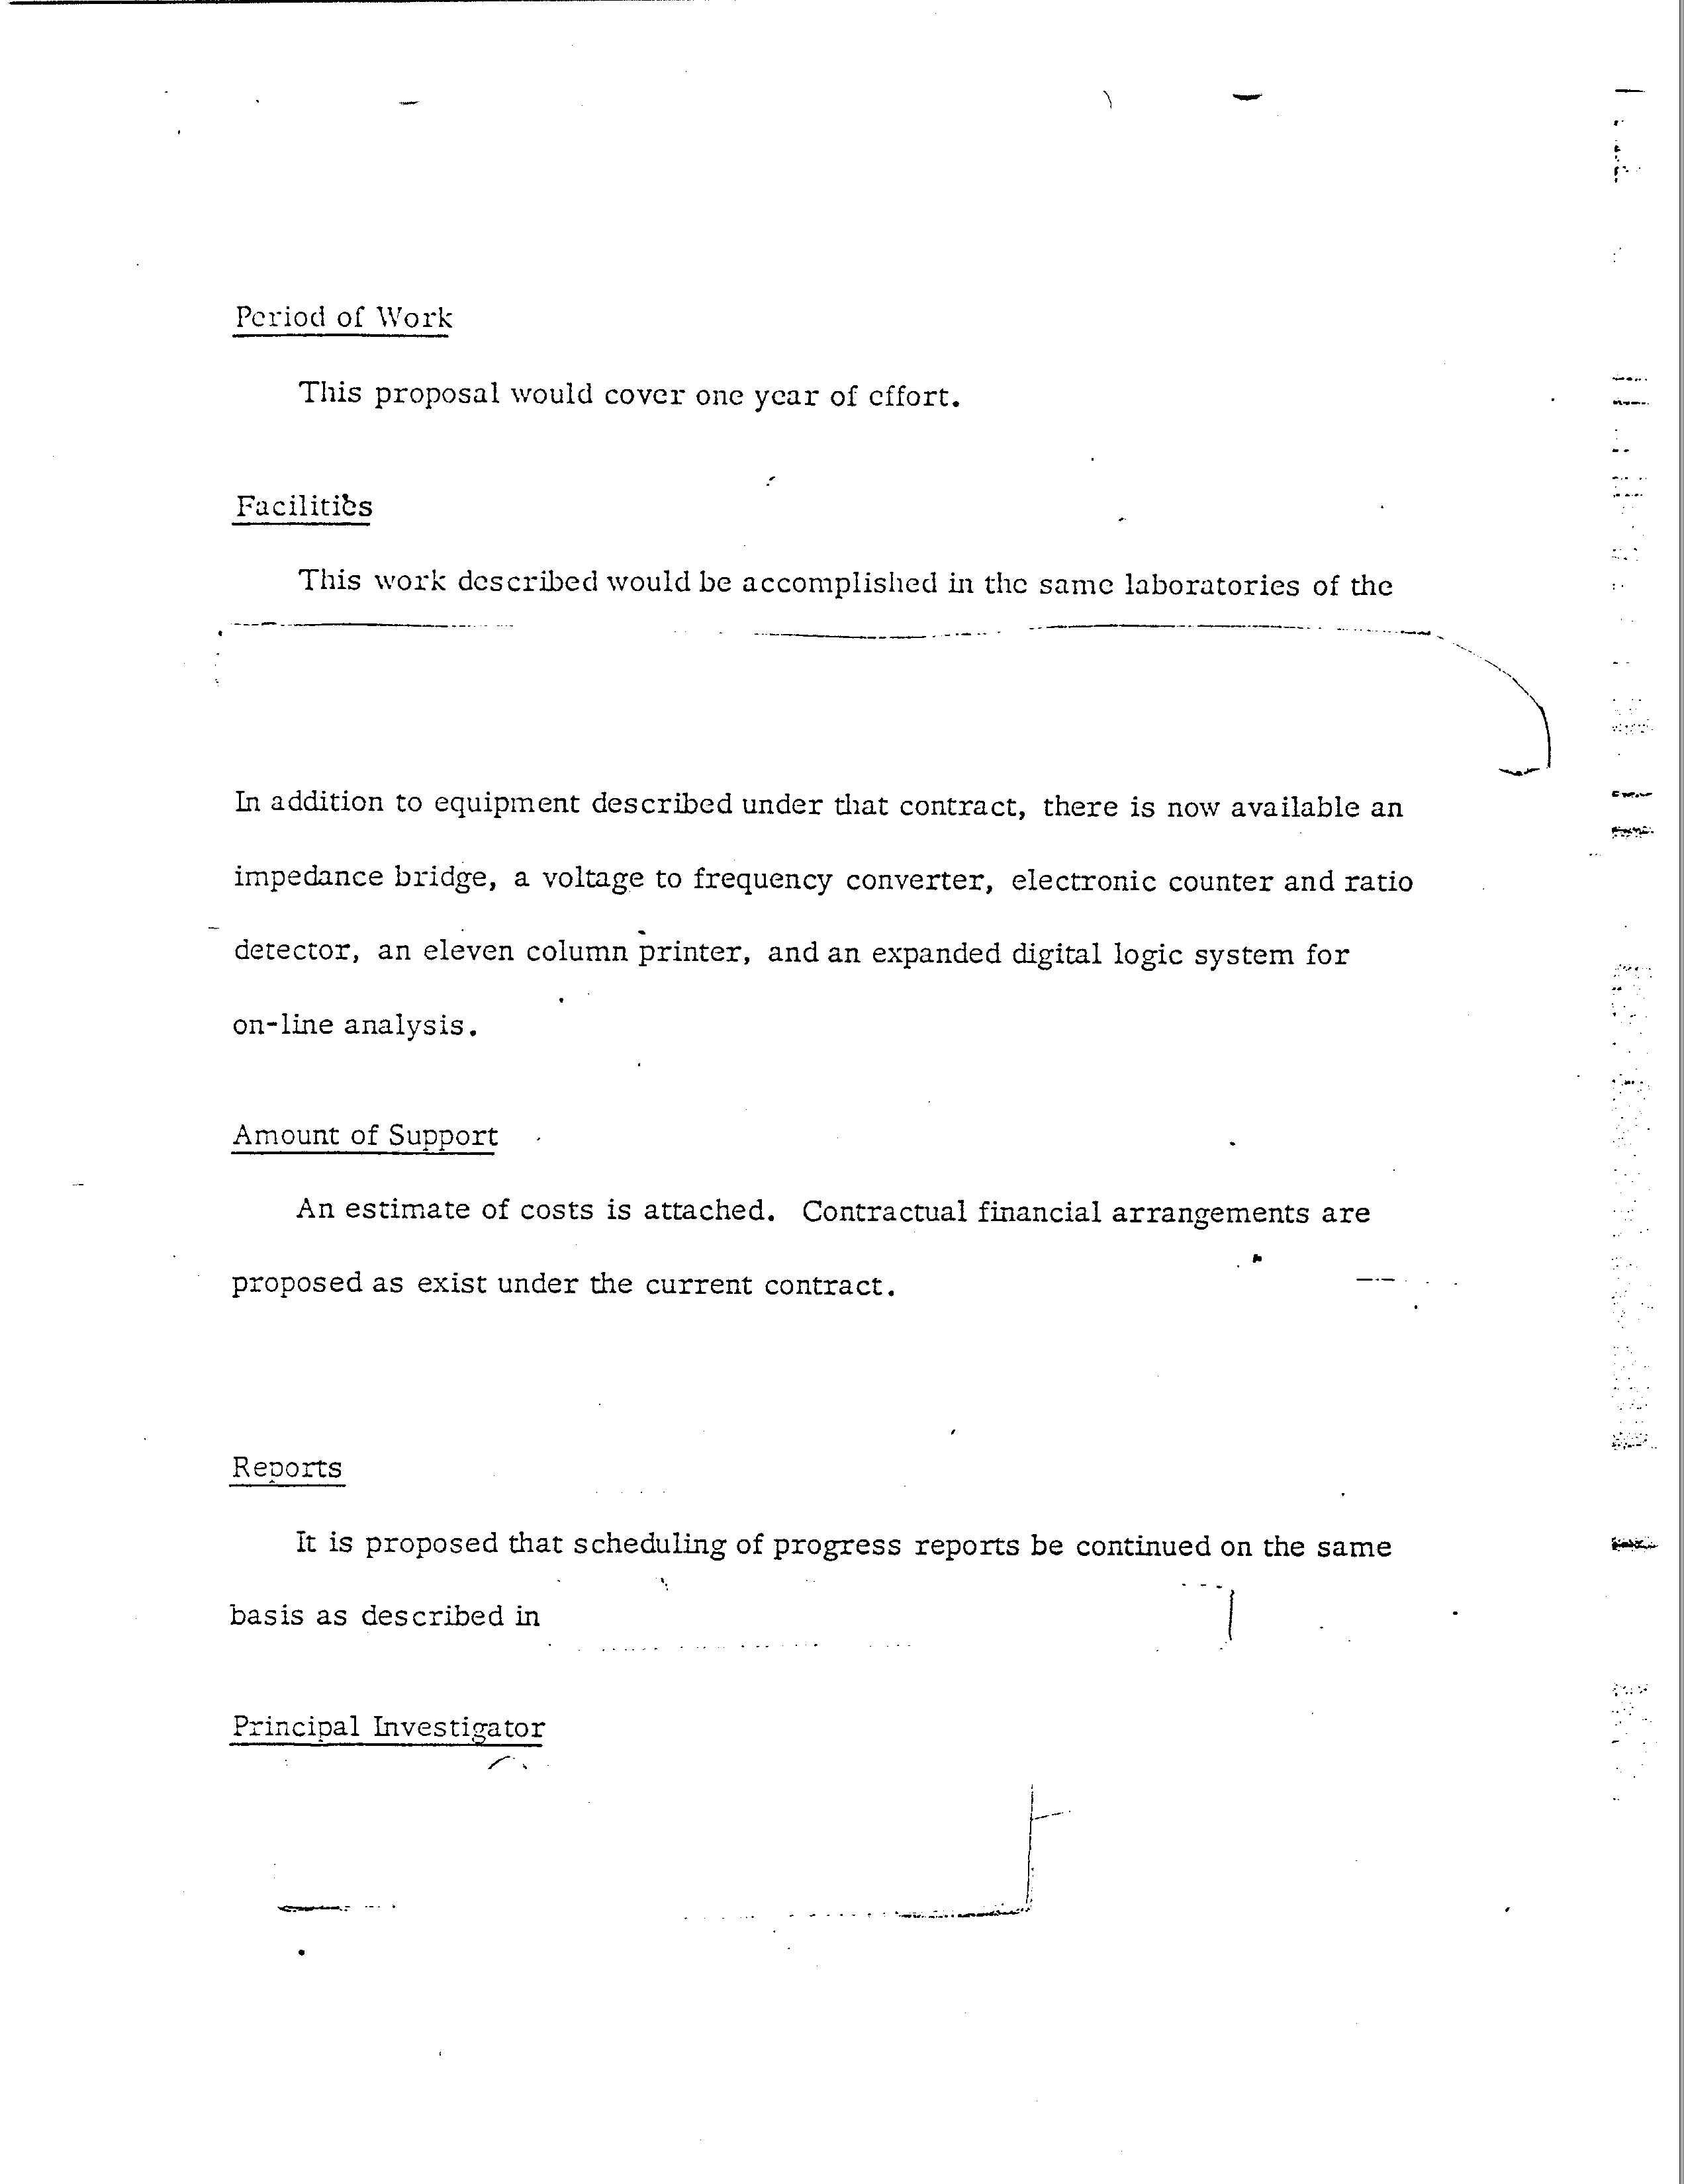 Period of Work
This proposal would cover one year of effort.
Facilities
This work described would be accomplished in the same laboratories of the
In addition to equipment described under that contract, there is now available an
impedance bridge, a voltage to frequency converter, electronic counter and ratio
detector, an eleven column printer, and an expanded digital logic system for
on-line analysis.
Amount of Support
An estimate of costs is attached. Contractual financial arrangements are
proposed as exist under the current contract.
Reports
It is proposed that scheduling of progress reports be continued on the same
basis as described in
Principal Investigator